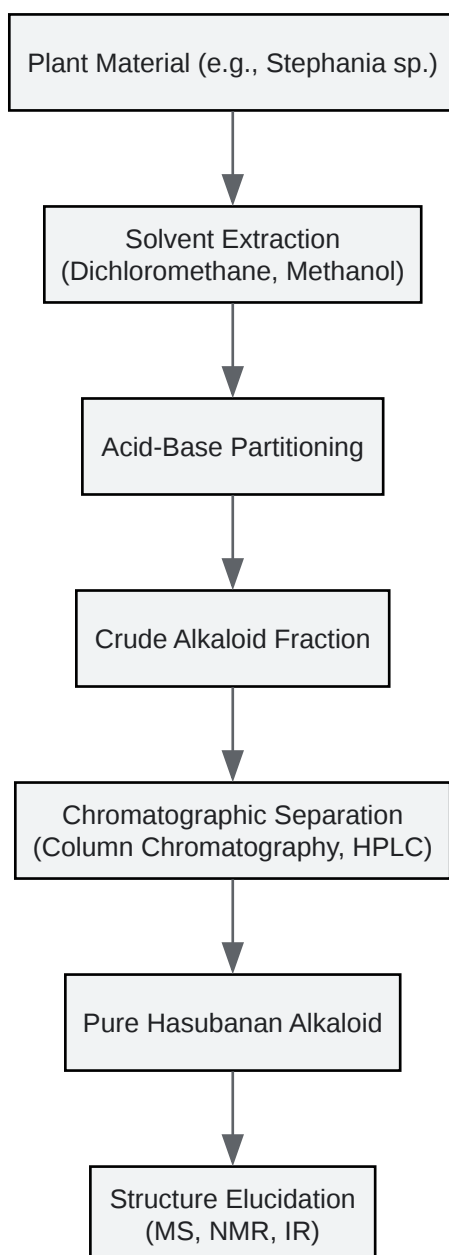 Plant Material (e.g., Stephania sp.)
Solvent Extraction
(Dichloromethane, Methanol)
Acid-Base Partitioning
Crude Alkaloid Fraction
Chromatographic Separation
(Column Chromatography, HPLC)
Pure Hasubanan Alkaloid
Structure Elucidation
(MS, NMR, IR)